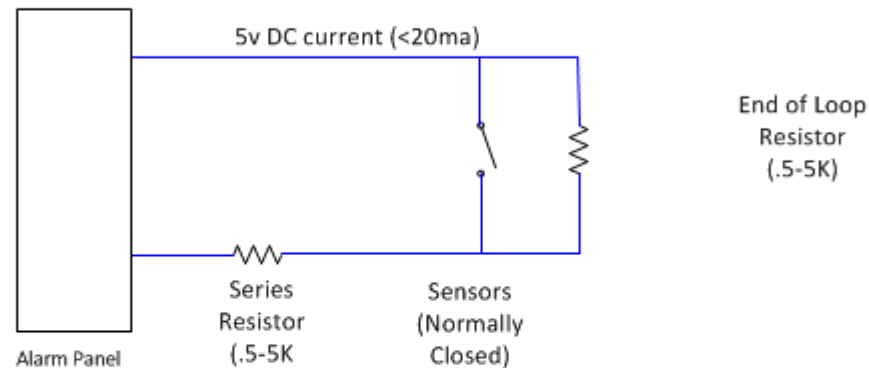 5v DC current (<20ma)
End of Loop
Resistor
(.5-5K)
Series
Resistor
(.5-5K
Sensors
(Normally
Closed)
Alarm Panel